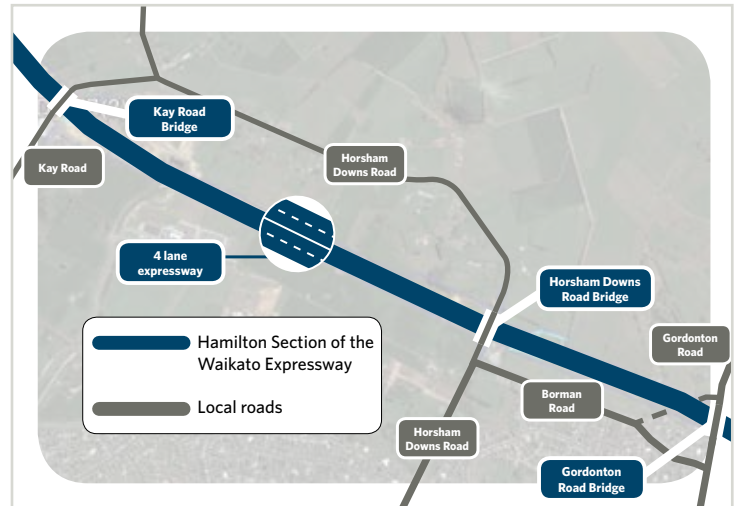 Kay Road
Bridge
Kay Road
Horsham
Downs Road
4 lane
expressway
Horsham Downs
Road Bridge
Hamilton Section of the
Waikato Expressway
Local roads
Gordonton
Road
Borman
Road
Horsham
Downs Road
Gordonton
Road Bridge